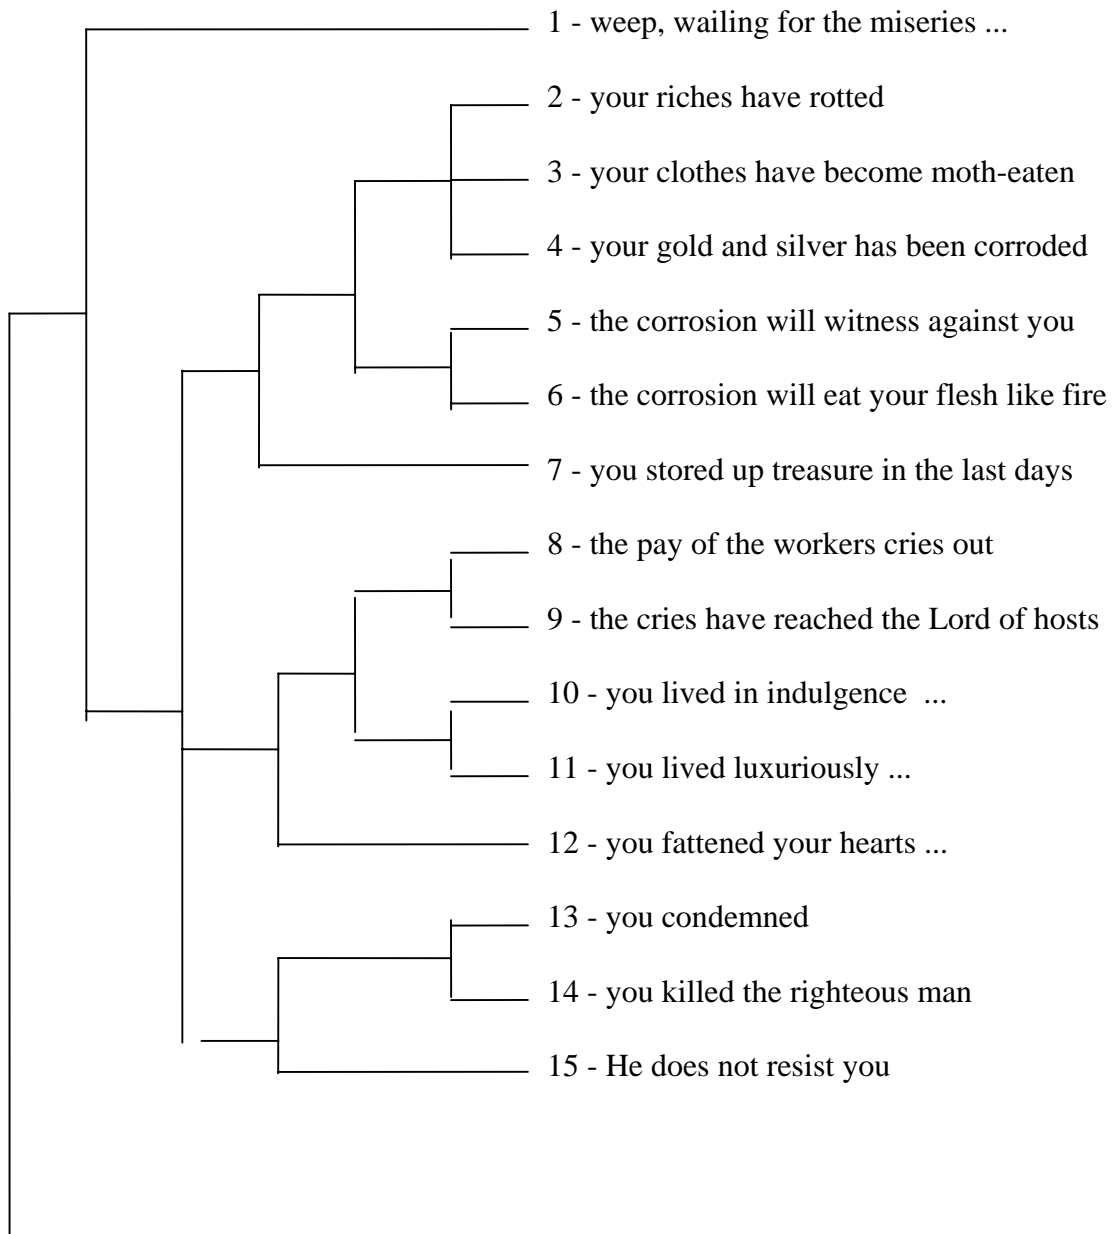 1 - weep, wailing for the miseries ...
2 - your riches have rotted
3 - your clothes have become moth-eaten
4 - your gold and silver has been corroded
5 - the corrosion will witness against you
6 - the corrosion will eat your flesh like fire
7 - you stored up treasure in the last days
8 - the pay of the workers cries out
9 - the cries have reached the Lord of hosts
10 - you lived in indulgence  ...
11 - you lived luxuriously ...
12 - you fattened your hearts ...
13 - you condemned
14 - you killed the righteous man
15 - He does not resist you